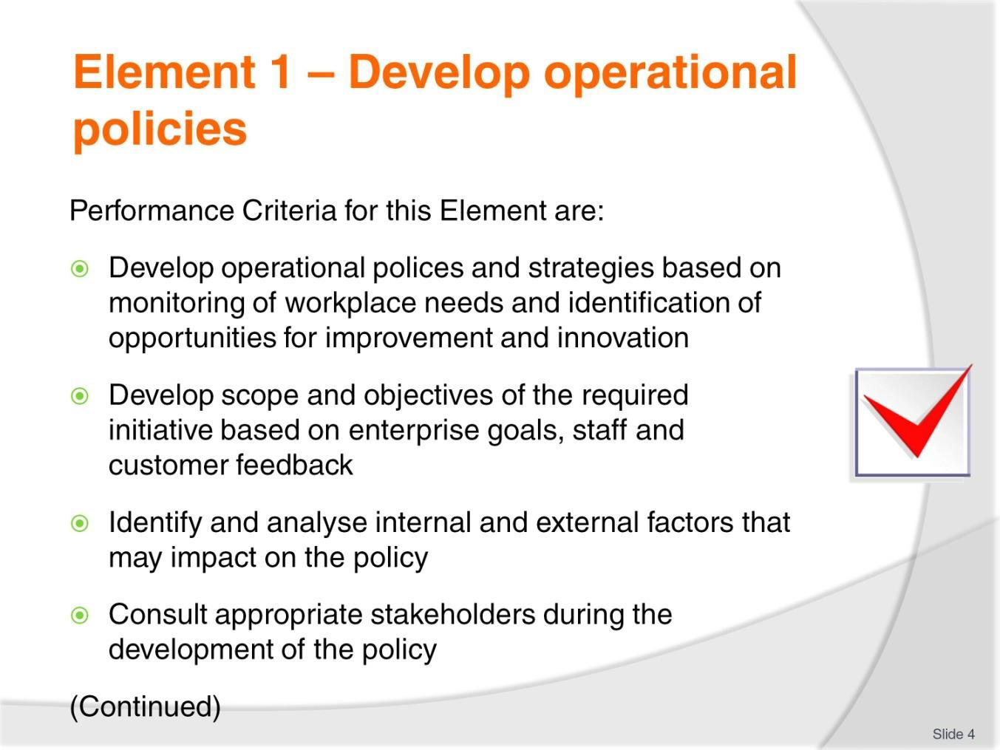 Element 1 – Develop operational
policies
Performance Criteria for this Element are:
Develop operational polices and strategies based on
monitoring of workplace needs and identification of
opportunities for improvement and innovation
Develop scope and objectives of the required
initiative based on enterprise goals, staff and
customer feedback
Identify and analyse internal and external factors that
may impact on the policy
Consult appropriate stakeholders during the
development of the policy
(Continued)
Slide 4